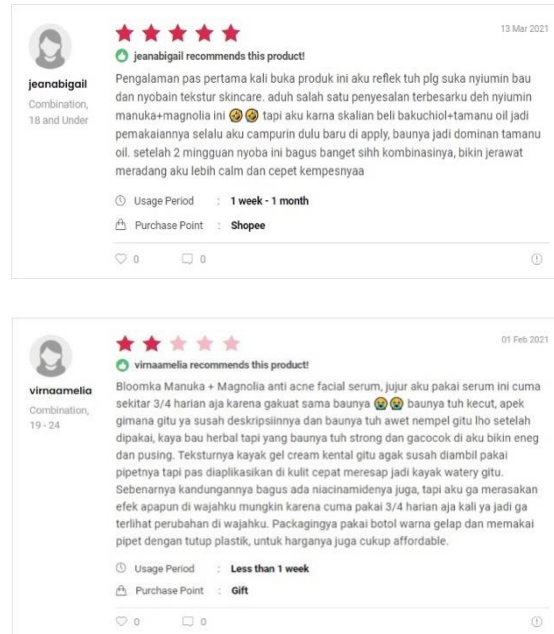 13 Mar 2021
jeanabigail recommends this product!
jeanabigail
Combination,
18 and Under
Pengalaman pas pertama kali buka produk ini aku reflek tuh plg suka nyiumin bau
dan nyobain tekstur skincare. aduh salah satu penyesalan terbesarku deh nyiumin
manuka+magnolia ini 🤣🤣 tapi aku karna skalian beli bakuchiol+tamanu oil jadi
pemakaiannya selalu aku campurin dulu baru di apply, baunya jadi dominan tamanu
oil. setelah 2 mingguan nyoba ini bagus banget sihh kombinasinya, bikin jerawat
meradang aku lebih calm dan cepet kempesnyaa
Usage Period : 1 week - 1 month
Purchase Point : Shopee
0 0
01 Feb 2021
virnaamelia recommends this product!
virnaamelia
Combination,
19 - 24
Bloomka Manuka + Magnolia anti acne facial serum, jujur aku pakai serum ini cuma
sekitar 3/4 harian aja karena gakuat sama baunya 😭😭 baunya tuh kecut, apek
gimana gitu ya susah deskripsiinnya dan baunya tuh awet nempel gitu lho setelah
dipakai, kaya bau herbal tapi yang baunya tuh strong dan gacocok di aku bikin eneg
dan pusing. Teksturnya kayak gel cream kental gitu agak susah diambil pakai
pipetnya tapi pas diaplikasikan di kulit cepat meresap jadi kayak watery gitu.
Sebenarnya kandungannya bagus ada niacinamidenya juga, tapi aku ga merasakan
efek apapun di wajahku mungkin karena cuma pakai 3/4 harian aja kali ya jadi ga
terlihat perubahan di wajahku. Packagingya pakai botol warna gelap dan memakai
pipet dengan tutup plastik, untuk harganya juga cukup affordable.
Usage Period : Less than 1 week
Purchase Point : Gift
0 0